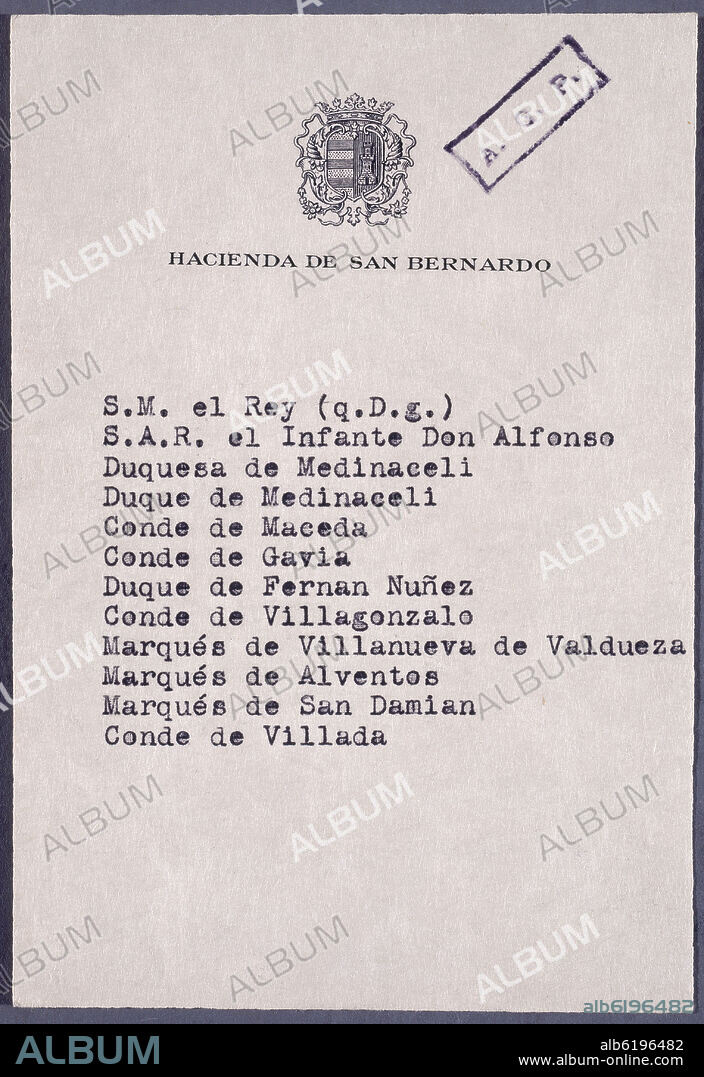 A. G. P.
HACIENDA DE SAN BERNARDO
S.M. el Rey (q.D.g.)
S.A.R. el Infante Don Alfonso
Duquesa de Medinaceli
Duque de Medinaceli
Conde de Maceda
Conde de Gavia
Duque de Fernan Nuñez
Conde de Villagonzalo
Marqués de Villanueva de Valdueza
Marqués de Alventos
Marqués de San Damian
Conde de Villada
alb6196482
ALBUM
alb6196482
www.album-online.com